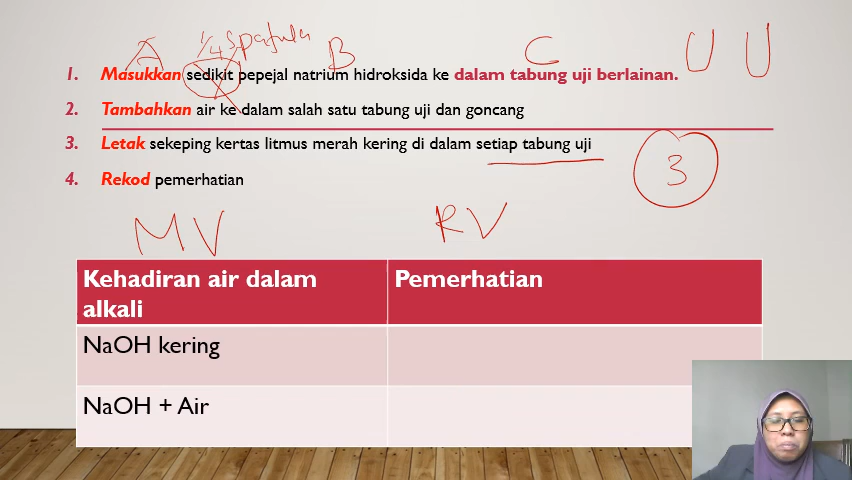 A 1/4 spatula B C U U
1. Masukkan sedikit pepejal natrium hidroksida ke dalam tabung uji berlainan.
2. Tambahkan air ke dalam salah satu tabung uji dan goncang
3. Letak sekeping kertas litmus merah kering di dalam setiap tabung uji
3
4. Rekod pemerhatian
MV RV
Kehadiran air dalam alkali
Pemerhatian
NaOH kering
NaOH + Air